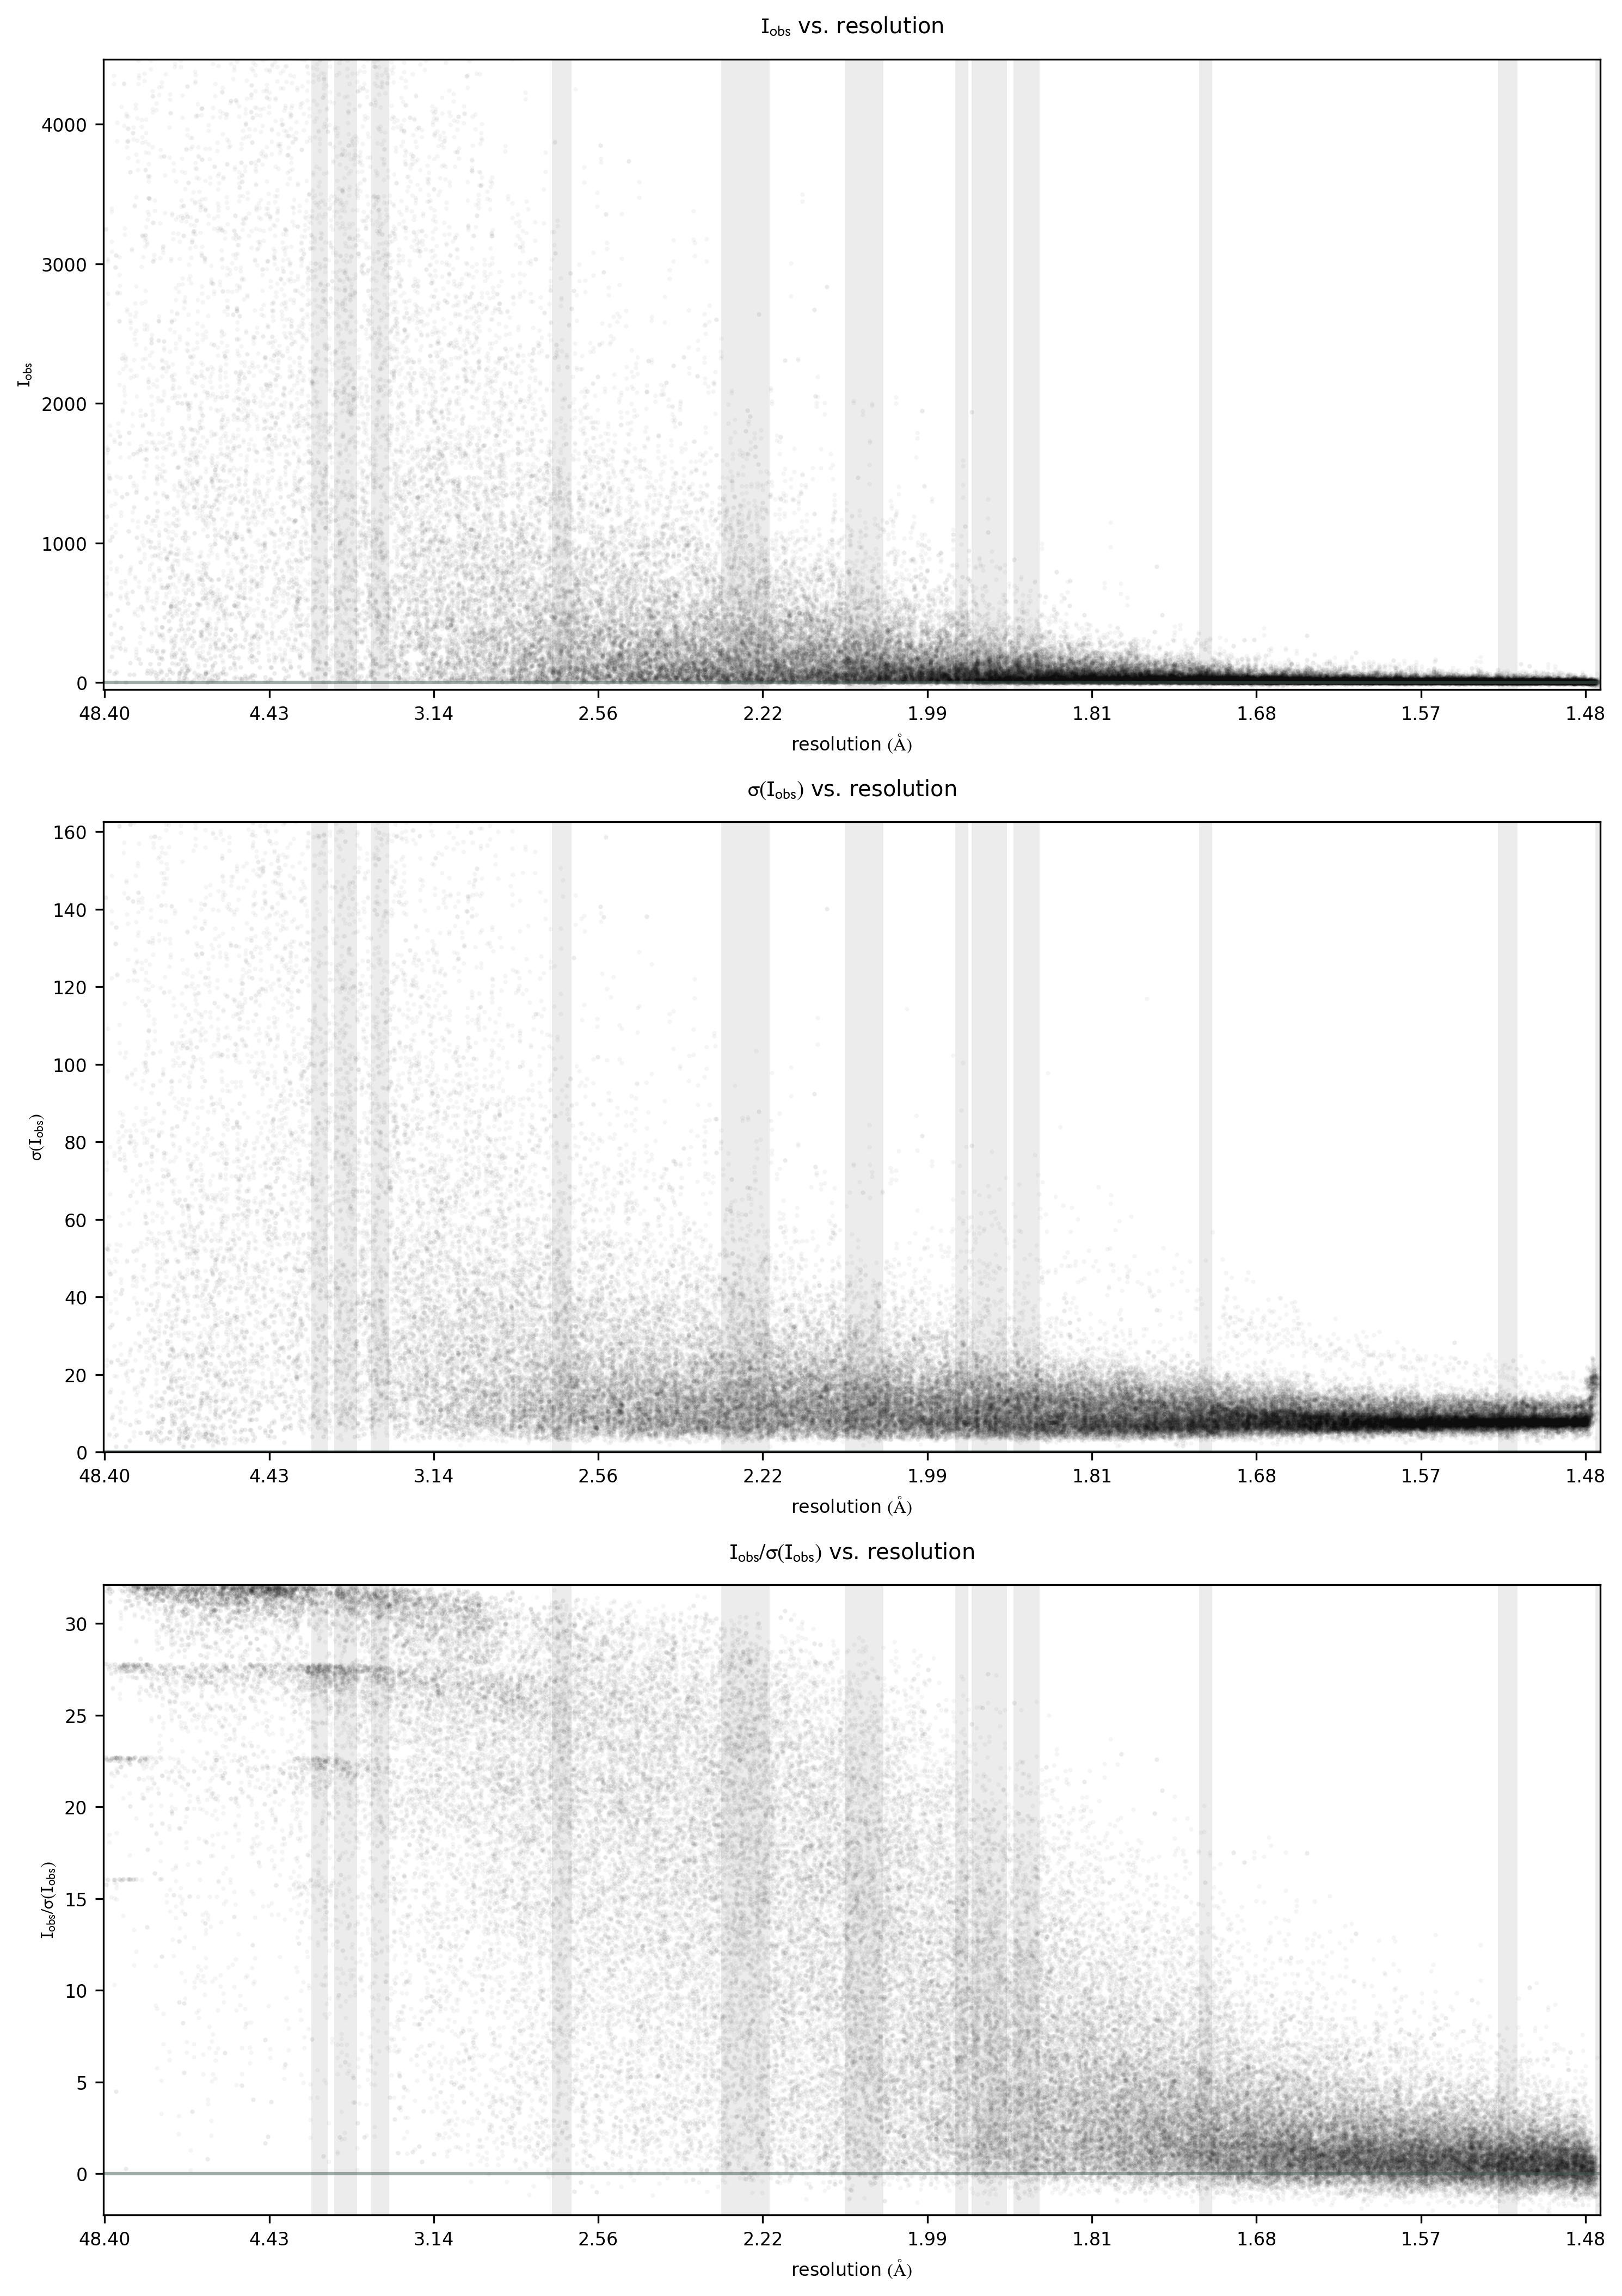 Iobs vs. resolution
4000
3000
2000
1000
0
Iobs
48.40 4.43 3.14 2.56 2.22 1.99 1.81 1.68 1.57 1.48
resolution (Å)
σ(Iobs) vs. resolution
160
140
120
100
80
60
40
20
0
σ(Iobs)
48.40 4.43 3.14 2.56 2.22 1.99 1.81 1.68 1.57 1.48
resolution (Å)
Iobs/σ(Iobs) vs. resolution
30
25
20
15
10
5
0
Iobs/σ(Iobs)
48.40 4.43 3.14 2.56 2.22 1.99 1.81 1.68 1.57 1.48
resolution (Å)